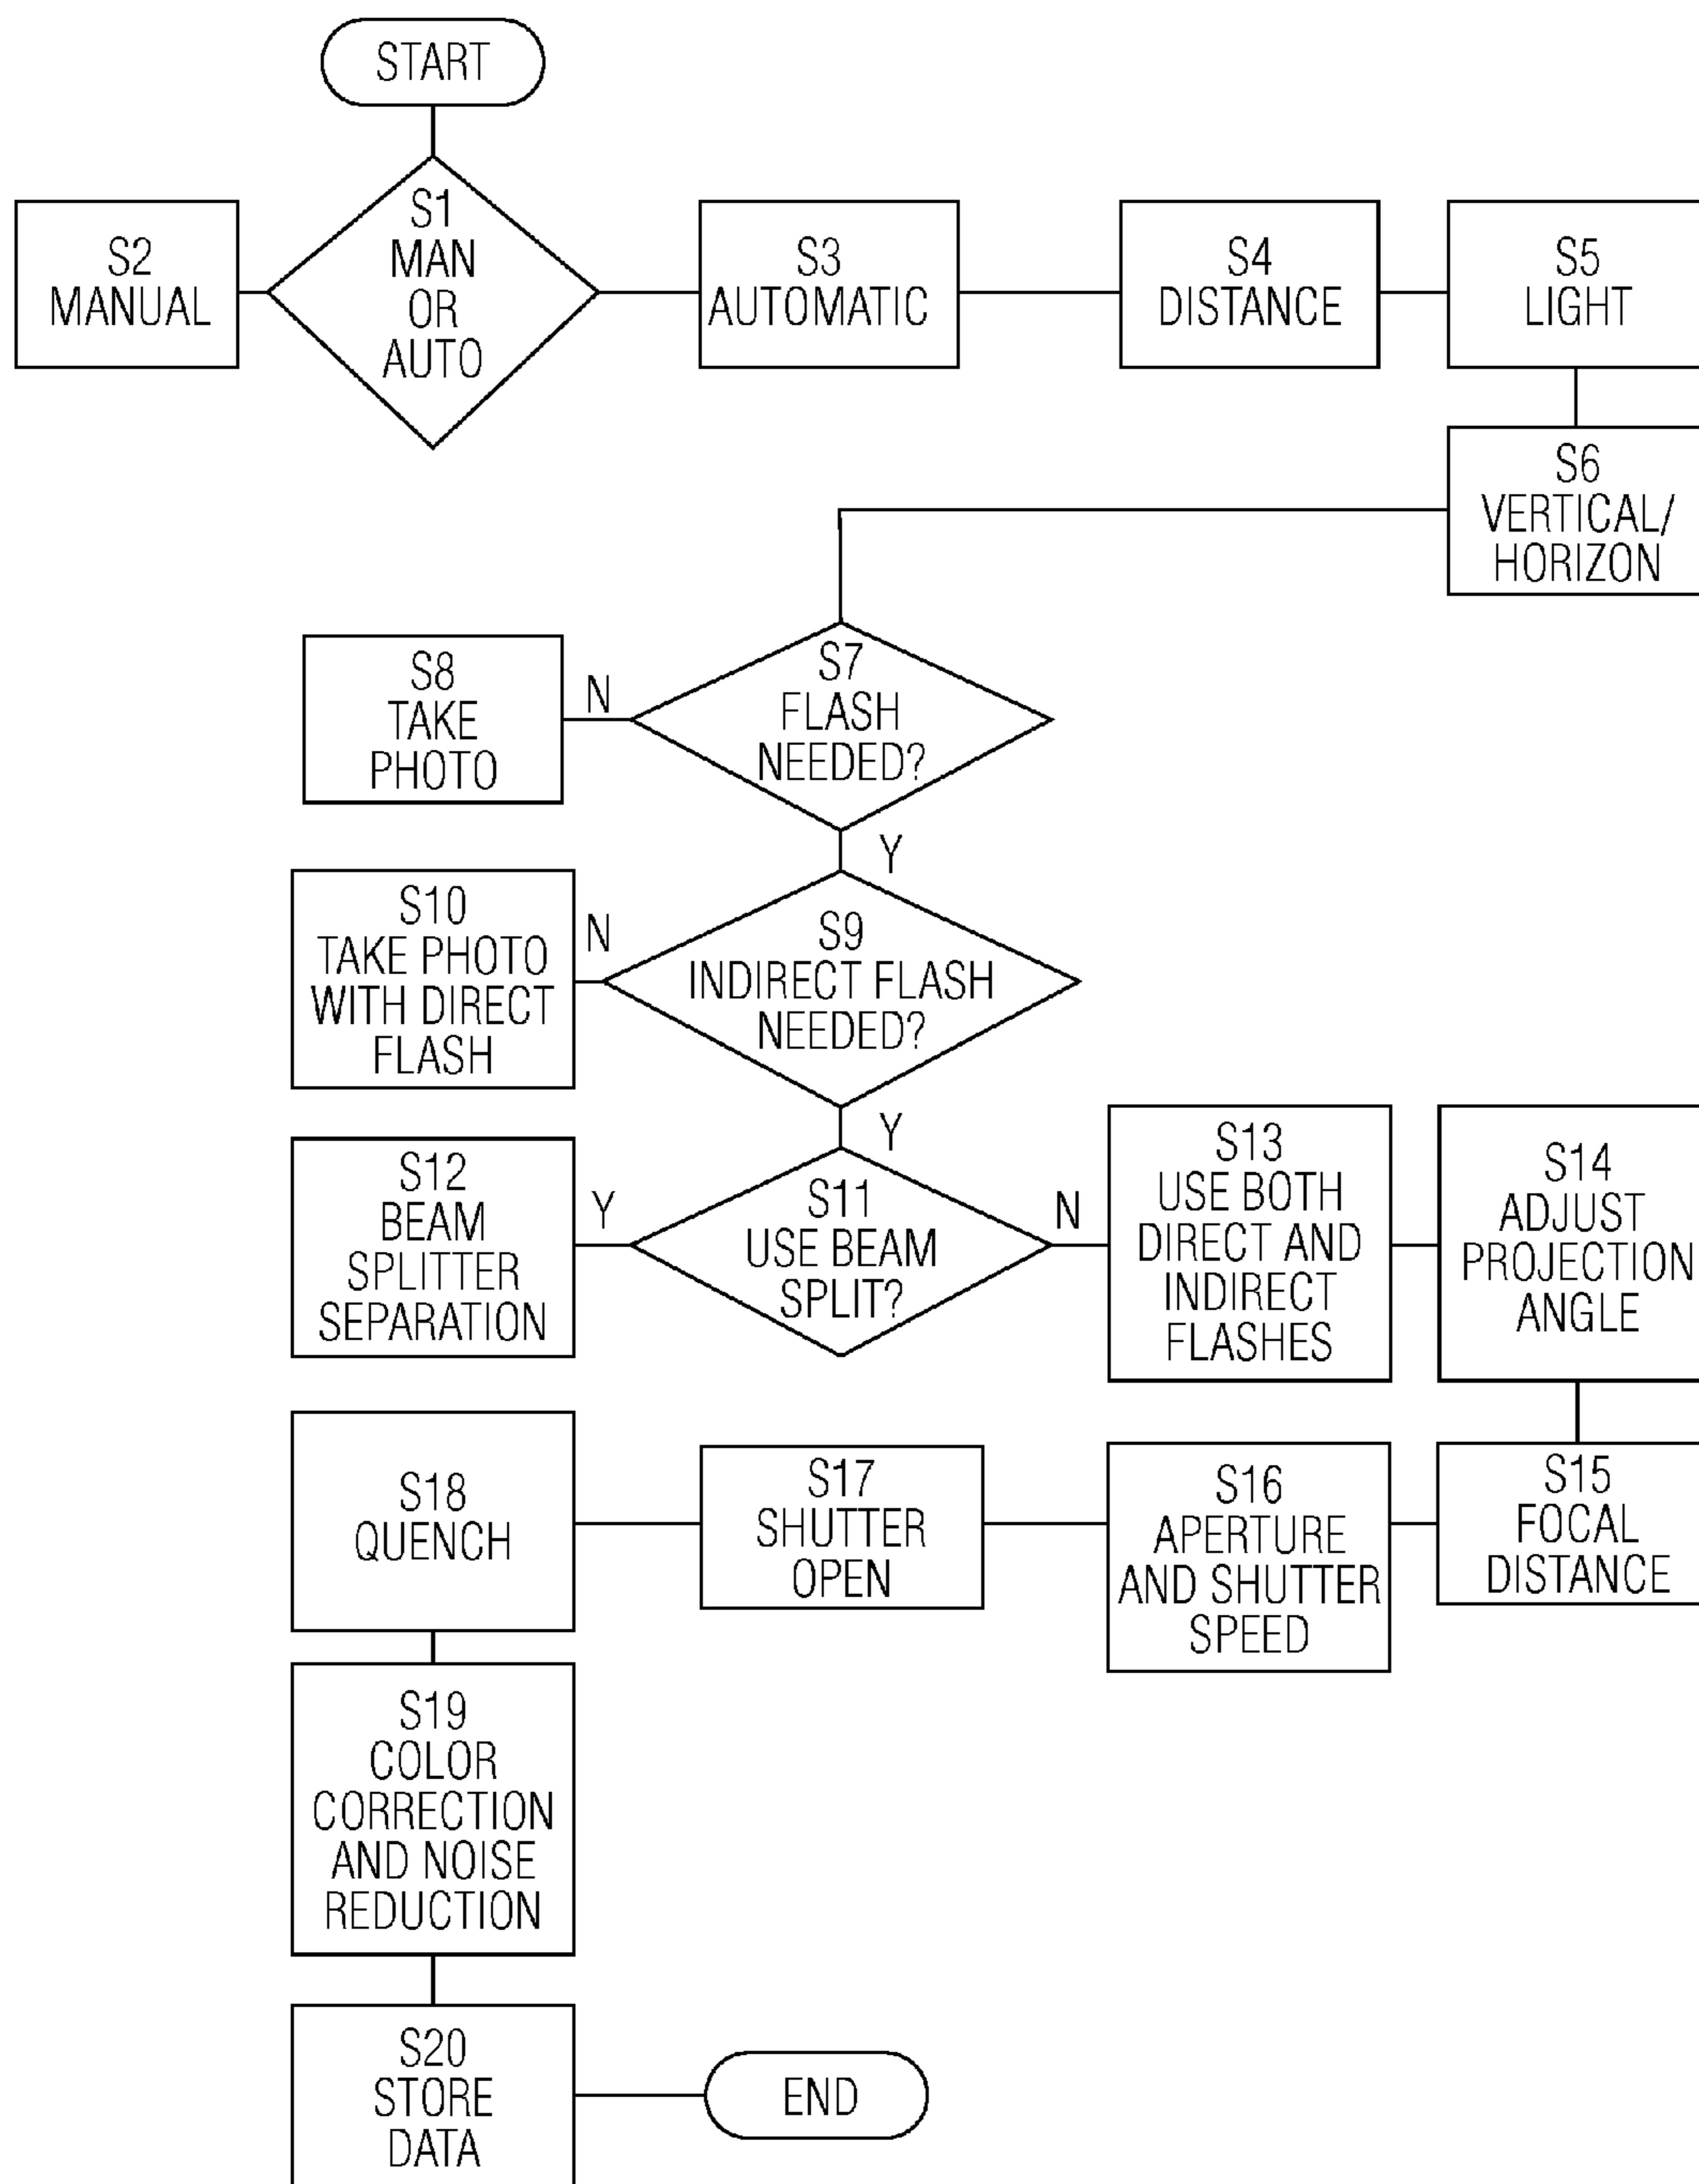 START
S1
MAN
OR
AUTO
S2
MANUAL
S3
AUTOMATIC
S4
DISTANCE
S5
LIGHT
S6
VERTICAL/
HORIZON
S7
FLASH
NEEDED?
N
S8
TAKE
PHOTO
Y
S9
INDIRECT FLASH
NEEDED?
N
S10
TAKE PHOTO
WITH DIRECT
FLASH
Y
S11
USE BEAM
SPLIT?
Y
S12
BEAM
SPLITTER
SEPARATION
N
S13
USE BOTH
DIRECT AND
INDIRECT
FLASHES
S14
ADJUST
PROJECTION
ANGLE
S15
FOCAL
DISTANCE
S16
APERTURE
AND SHUTTER
SPEED
S17
SHUTTER
OPEN
S18
QUENCH
S19
COLOR
CORRECTION
AND NOISE
REDUCTION
S20
STORE
DATA
END